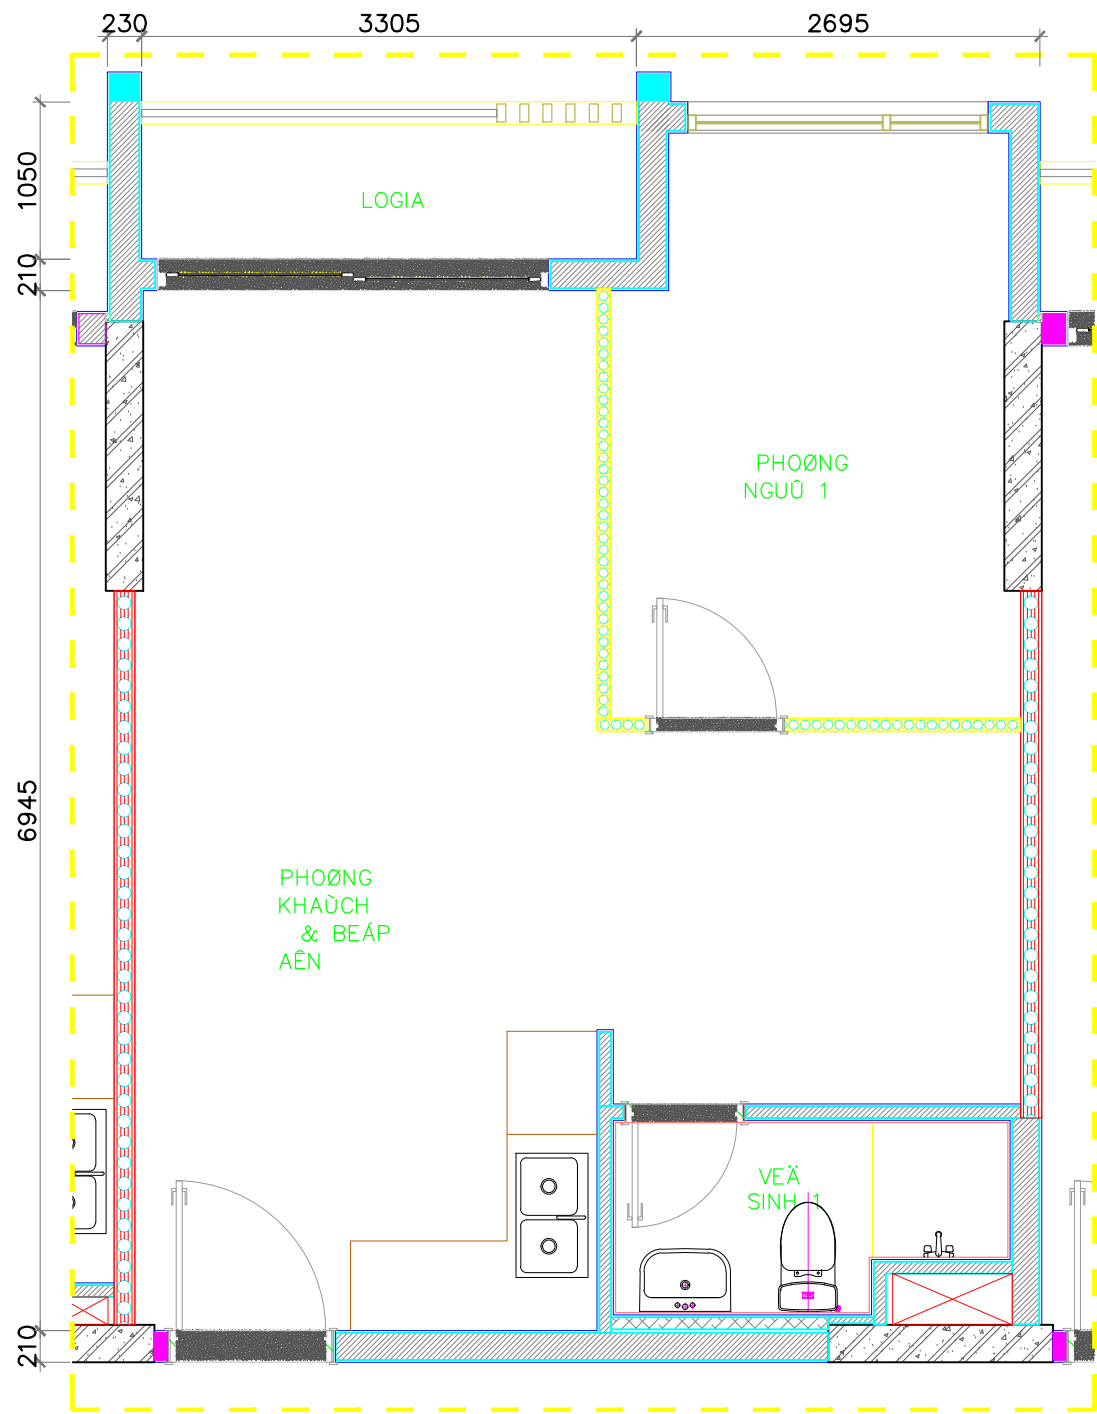 230 3305 2695
1050
LOGIA
210
PHOØNG
NGUÛ 1
6945
PHOØNG
KHAÙCH
& BEÁP
AÊN
VEÄ
SINH 1
210